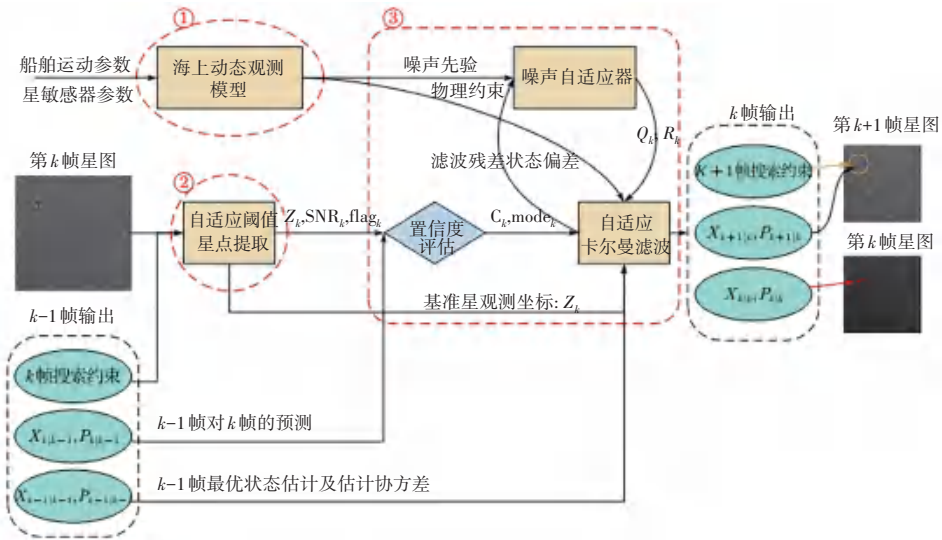 ①
③
船舶运动参数
星敏感器参数
海上动态观测
模型
噪声先验
物理约束
噪声自适应器
Qk, Rk
滤波残差状态偏差
k帧输出
第k+1帧星图
第k帧星图
②
自适应阈值
星点提取
Zk,SNRk,flagk
置信度
评估
Ck,modek
自适应
卡尔曼滤波
K+1帧搜索约束
Xk+1|k, Pk+1|k
第k帧星图
Xk|k, Pk|k
基准星观测坐标: Zk
k-1帧输出
k帧搜索约束
Xk|k-1, Pk|k-1
k-1帧对k帧的预测
Xk-1|k-1, Pk-1|k-
k-1帧最优状态估计及估计协方差